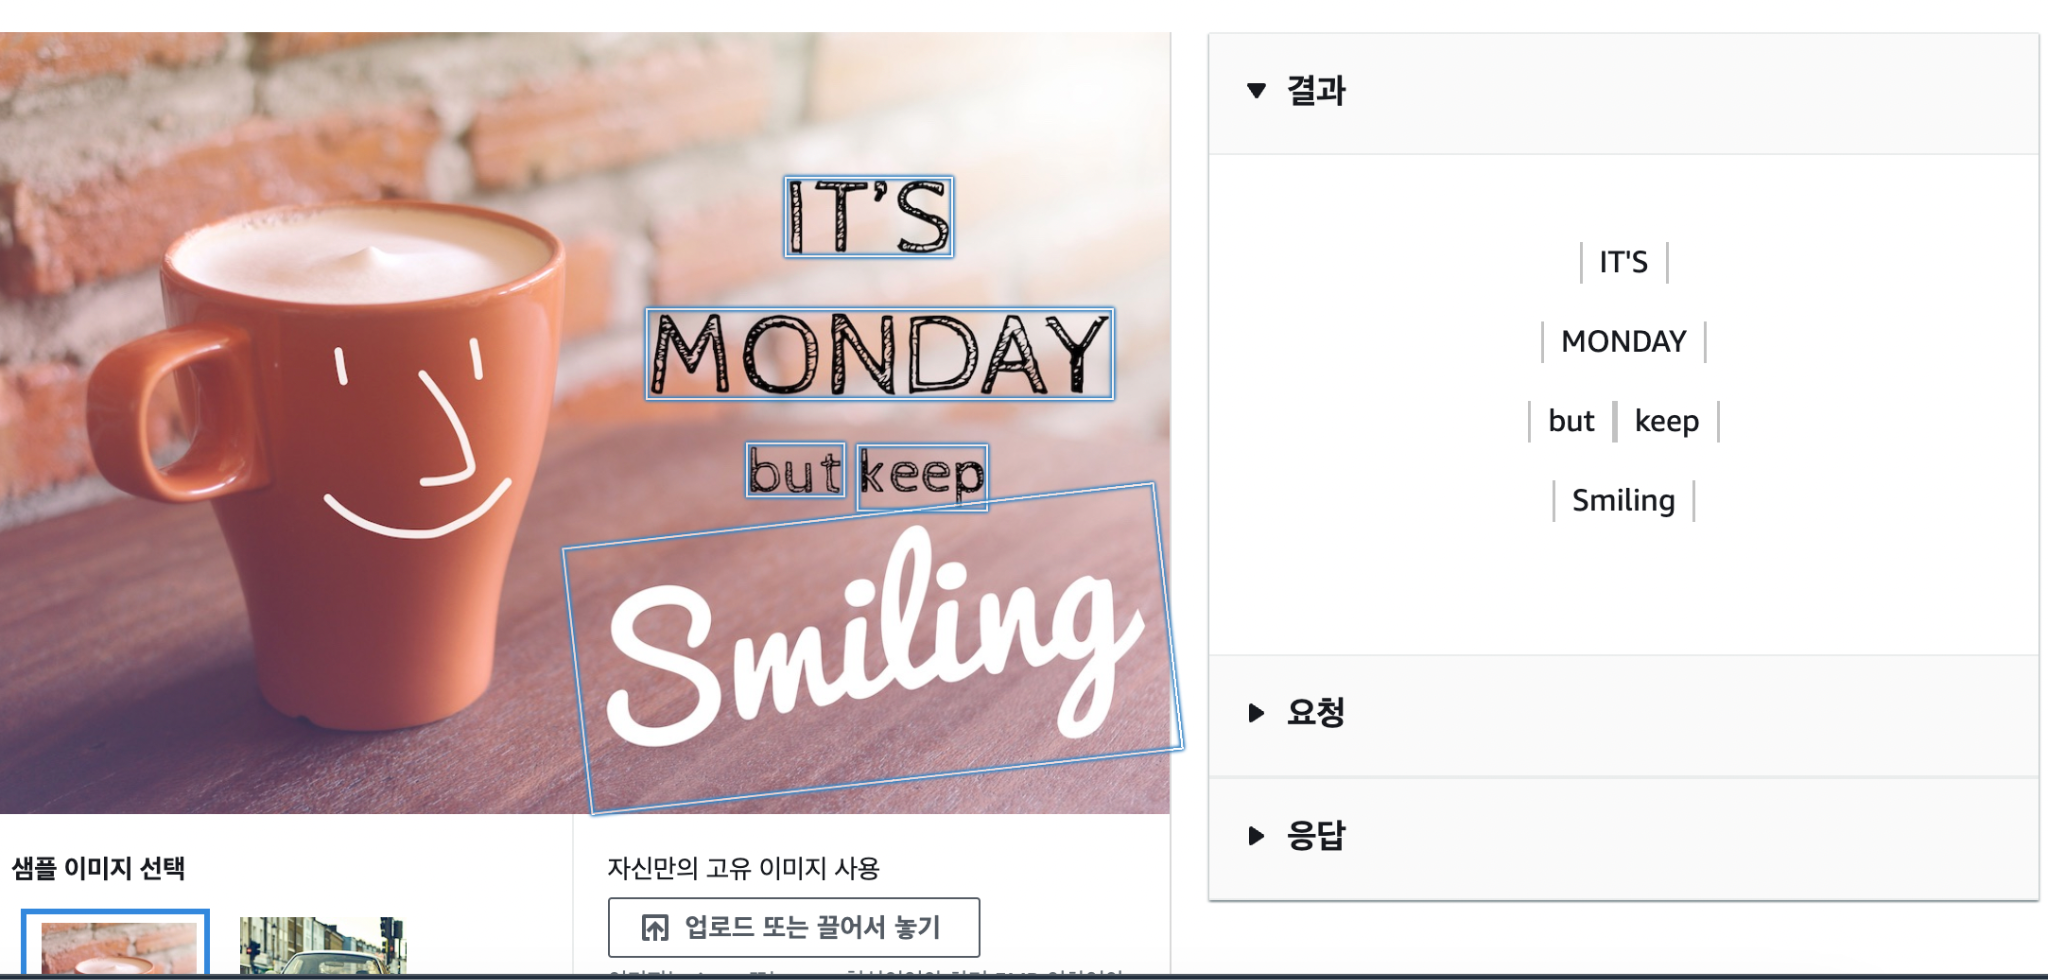 IT'S
MONDAY
but keep
Smiling
결과
IT'S
MONDAY
but keep
Smiling
요청
응답
샘플 이미지 선택
자신만의 고유 이미지 사용
업로드 또는 끌어서 놓기